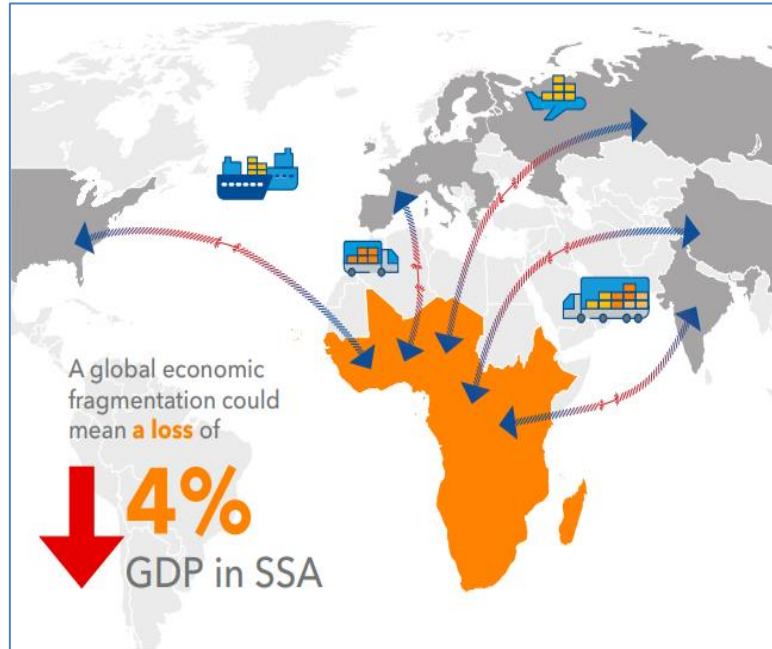 A global economic
fragmentation could
mean a loss of
4%
GDP in SSA